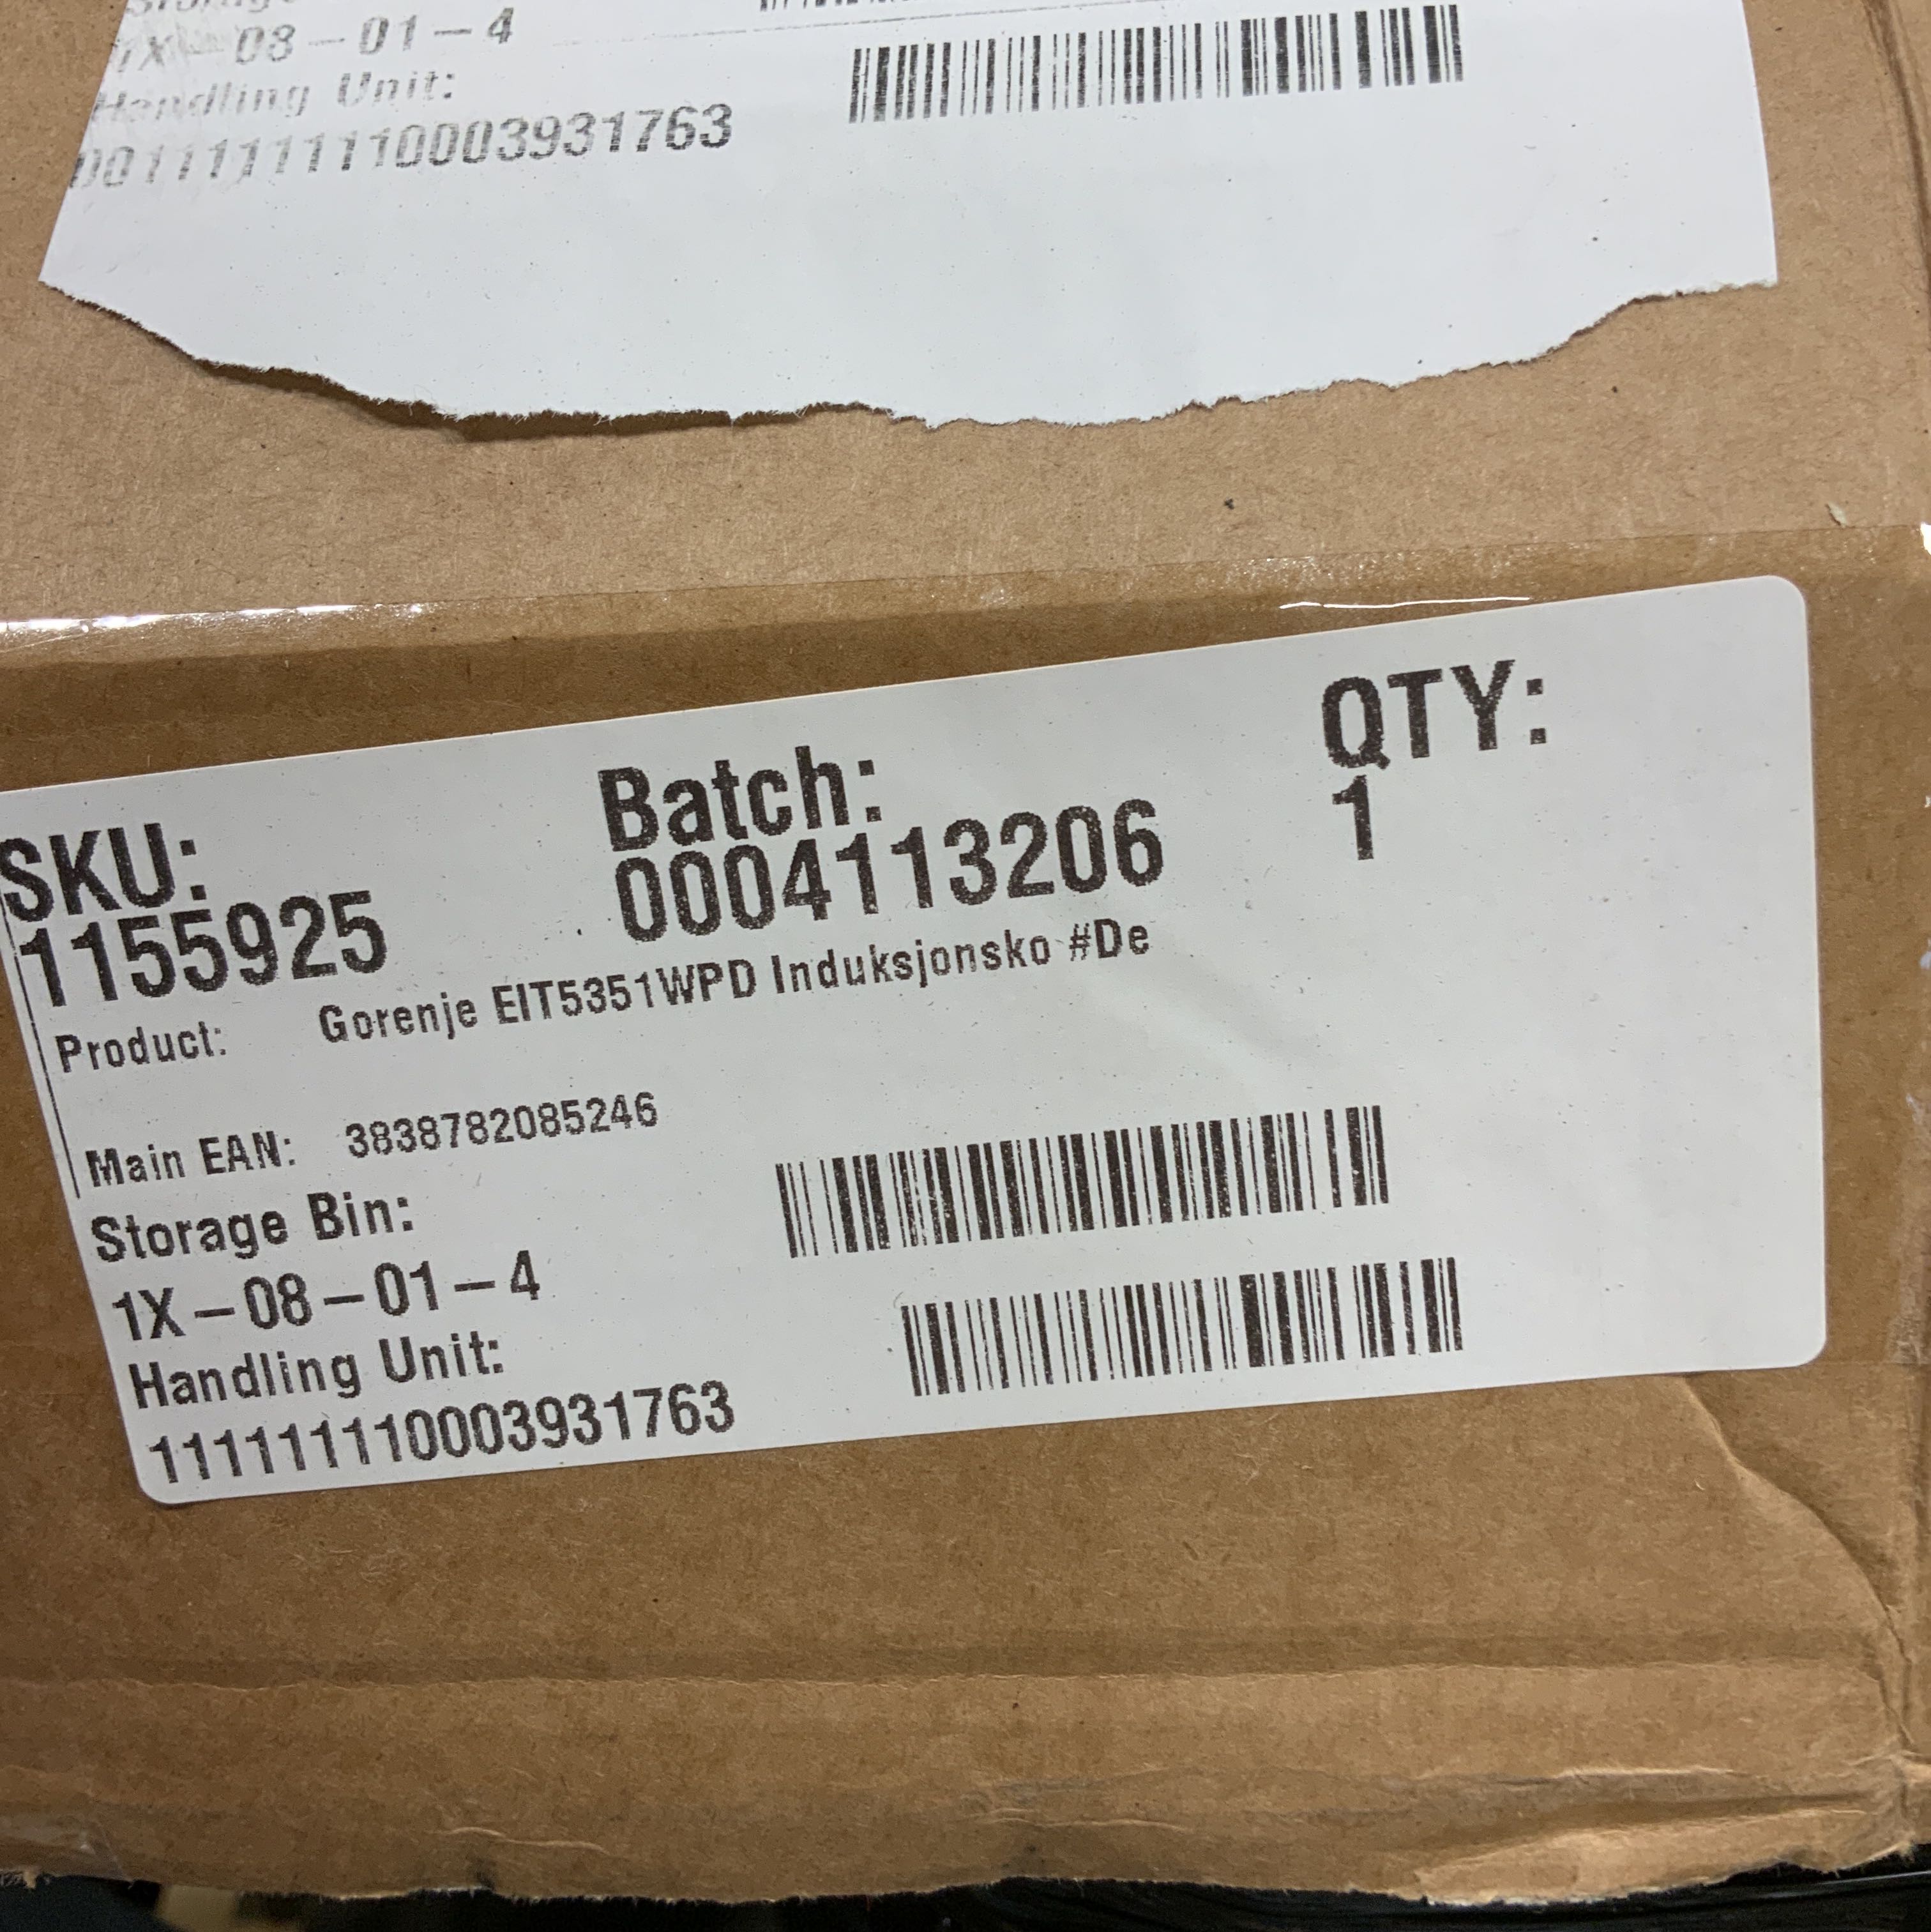 Storage
1X-08-01-4
Handling Unit:
00111111110003931763
SKU: Batch: QTY:
1155925 0004113206 1
Product: Gorenje EIT5351WPD Induksjonsko #De
Main EAN: 3838782085246
Storage Bin:
1X-08-01-4
Handling Unit:
111111110003931763